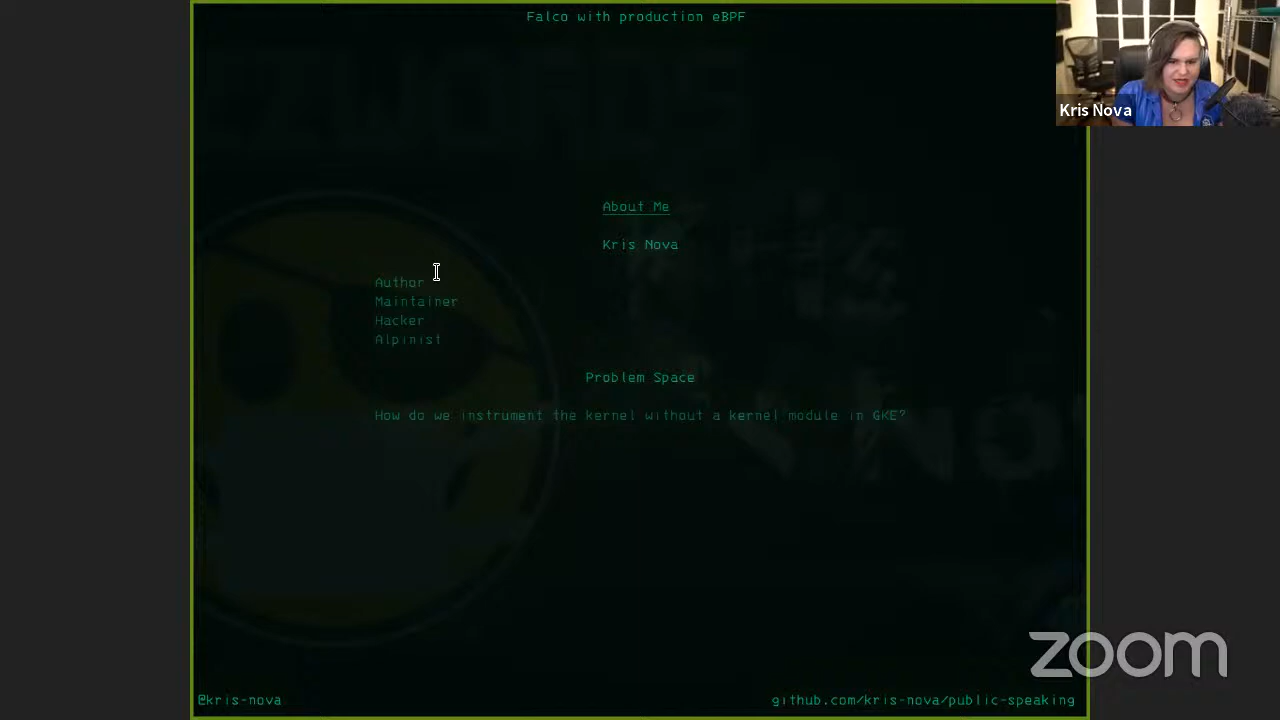 Falco with production eBPF
Kris Nova
About Me
Kris Nova
Author
Maintainer
Hacker
Alpinist
Problem Space
How do we instrument the kernel without a kernel module in GKE?
zoom
@kris-nova
github.com/kris-nova/public-speaking